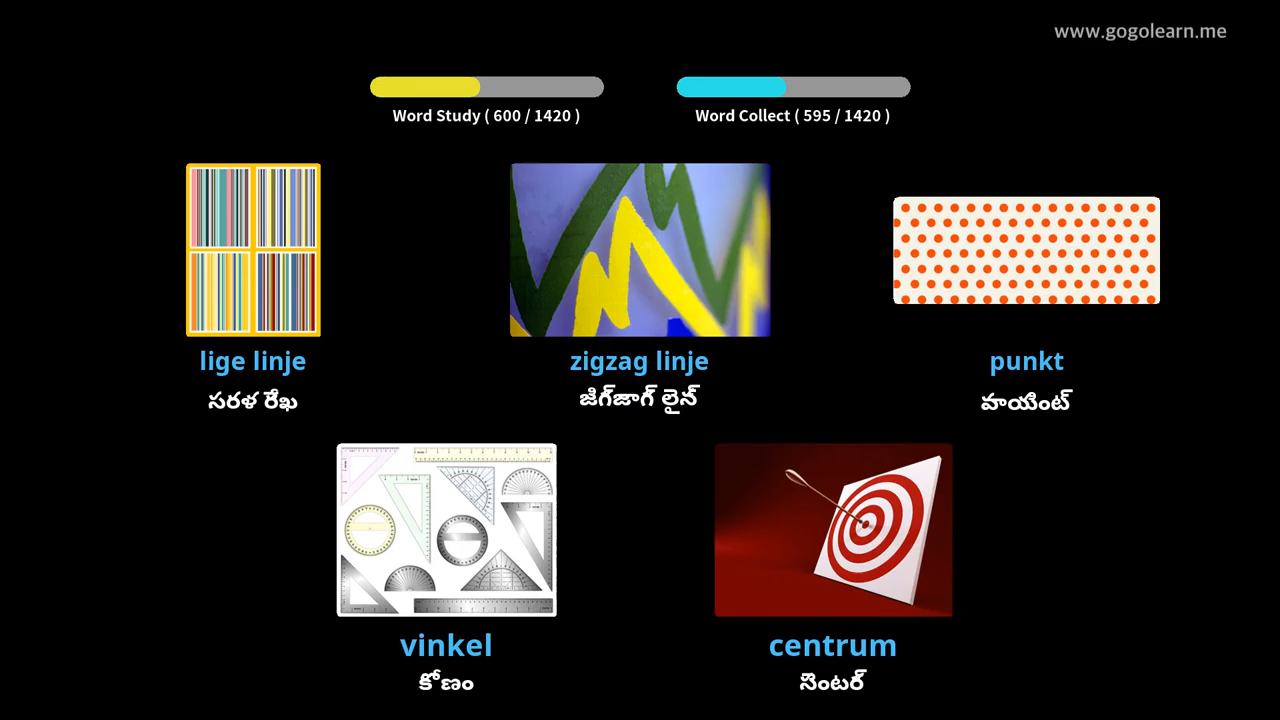 www.gogolearn.me
Word Study ( 600 / 1420 )
Word Collect ( 595 / 1420 )
lige linje
zigzag linje
punkt
సరళ రేఖ
జిగ్‌జాగ్ లైన్
పాయింట్
vinkel
centrum
కోణం
సెంటర్